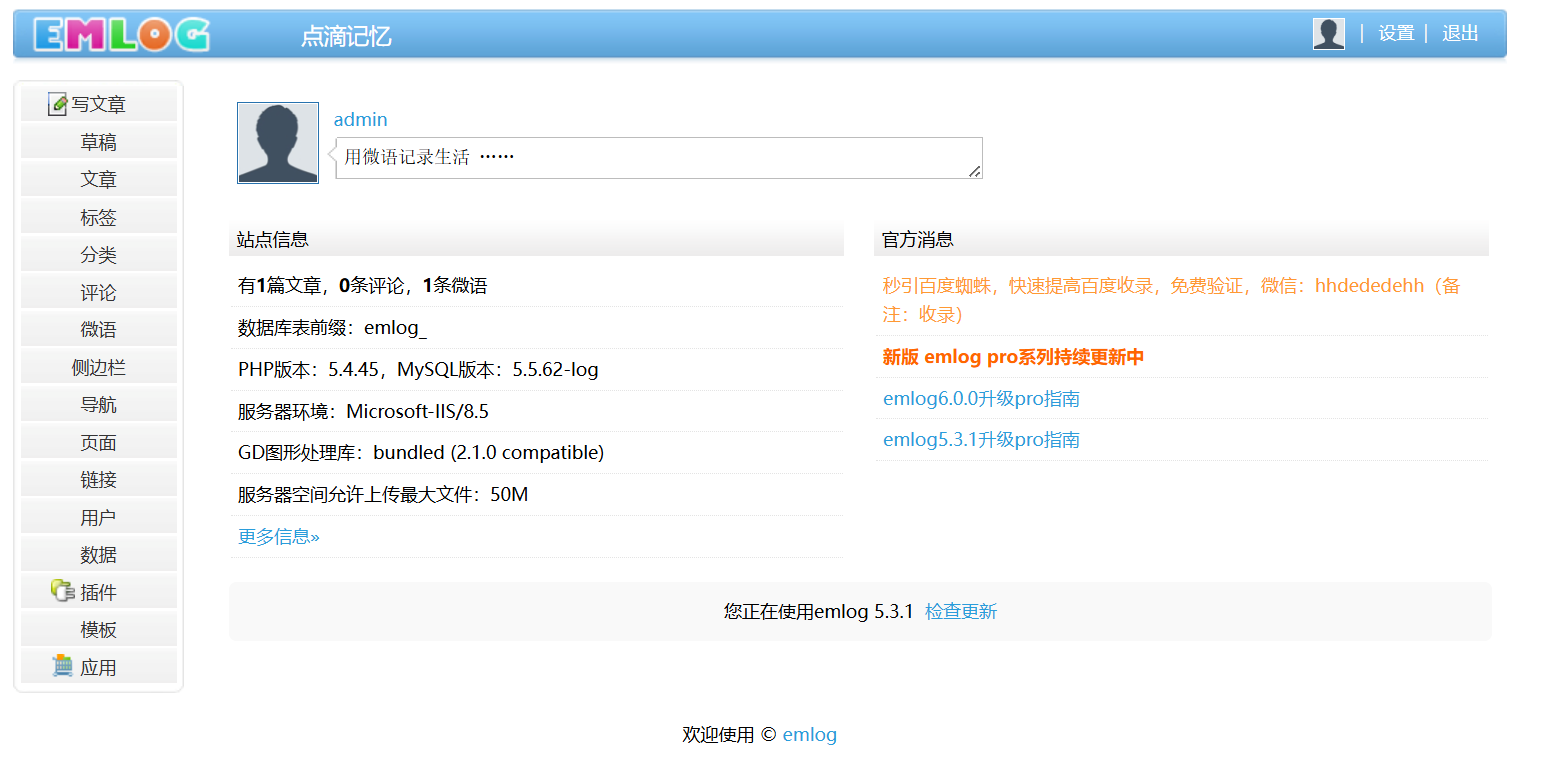 EMLOG 点滴记忆 | 设置 | 退出
写文章
草稿
文章
标签
分类
评论
微语
侧边栏
导航
页面
链接
用户
数据
插件
模板
应用
admin
用微语记录生活 ……
站点信息
有1篇文章，0条评论，1条微语
数据库表前缀：emlog_
PHP版本：5.4.45，MySQL版本：5.5.62-log
服务器环境：Microsoft-IIS/8.5
GD图形处理库：bundled (2.1.0 compatible)
服务器空间允许上传最大文件：50M
更多信息»
官方消息
秒引百度蜘蛛，快速提高百度收录，免费验证，微信：hhdededehh（备
注：收录）
新版 emlog pro系列持续更新中
emlog6.0.0升级pro指南
emlog5.3.1升级pro指南
您正在使用emlog 5.3.1 检查更新
欢迎使用 © emlog